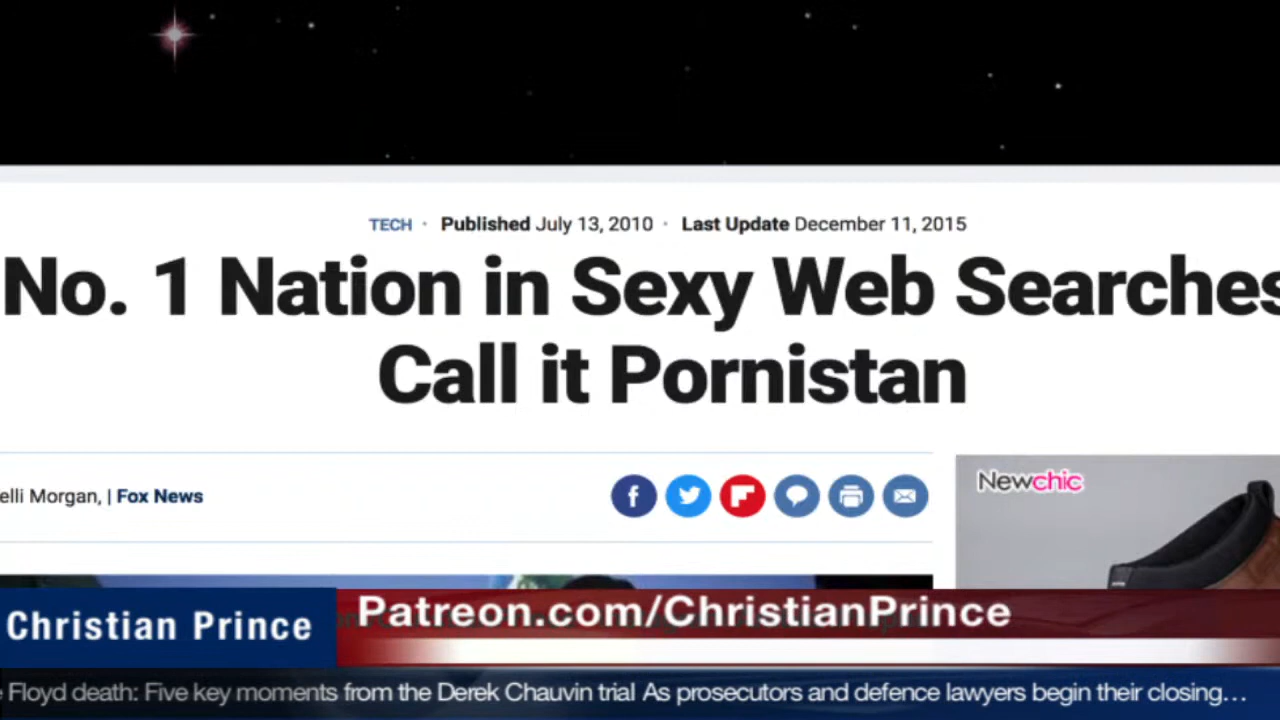 TECH · Published July 13, 2010 · Last Update December 11, 2015
No. 1 Nation in Sexy Web Searches
Call it Pornistan
elli Morgan, | Fox News
Newchic
Christian Prince
Patreon.com/ChristianPrince
Floyd death: Five key moments from the Derek Chauvin trial As prosecutors and defence lawyers begin their closing...